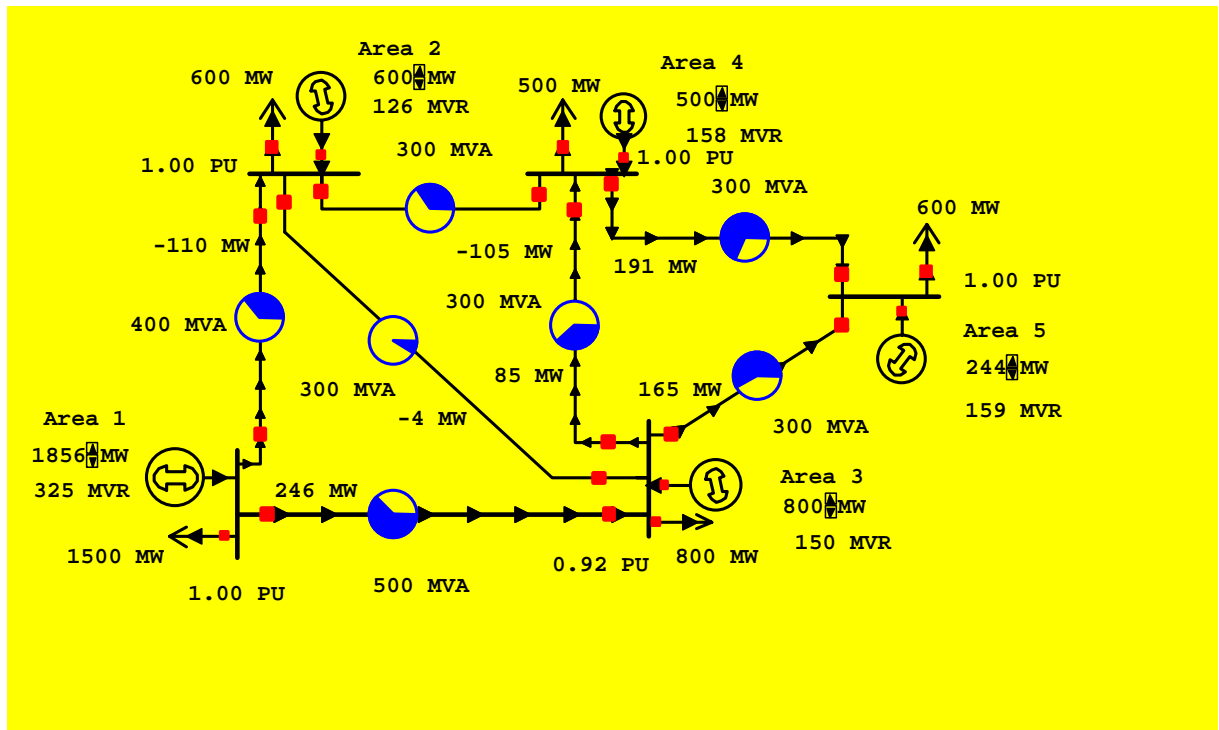 Area 2
600 MW
600 MW
126 MVR
Area 4
500 MW
500 MW
158 MVR
300 MVA
1.00 PU
1.00 PU
300 MVA
600 MW
-110 MW
-105 MW
191 MW
1.00 PU
300 MVA
400 MVA
Area 5
244 MW
85 MW
165 MW
300 MVA
159 MVR
-4 MW
300 MVA
Area 1
1856 MW
325 MVR
246 MW
Area 3
800 MW
150 MVR
1500 MW
0.92 PU
800 MW
1.00 PU
500 MVA